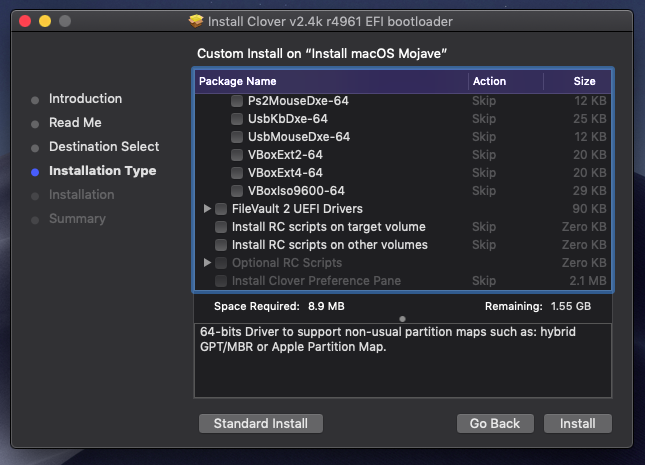 Install Clover v2.4k r4961 EFI bootloader
Custom Install on “Install macOS Mojave”
Introduction
Read Me
Destination Select
Installation Type
Installation
Summary
Package Name Action Size
Ps2MouseDxe-64 Skip 12 KB
UsbKbDxe-64 Skip 25 KB
UsbMouseDxe-64 Skip 12 KB
VBoxExt2-64 Skip 20 KB
VBoxExt4-64 Skip 20 KB
VBoxIso9600-64 Skip 29 KB
FileVault 2 UEFI Drivers 90 KB
Install RC scripts on target volume Skip Zero KB
Install RC scripts on other volumes Skip Zero KB
Optional RC Scripts Zero KB
Install Clover Preference Pane Skip 2.1 MB
Space Required: 8.9 MB Remaining: 1.55 GB
64-bits Driver to support non-usual partition maps such as: hybrid
GPT/MBR or Apple Partition Map.
Standard Install Go Back Install